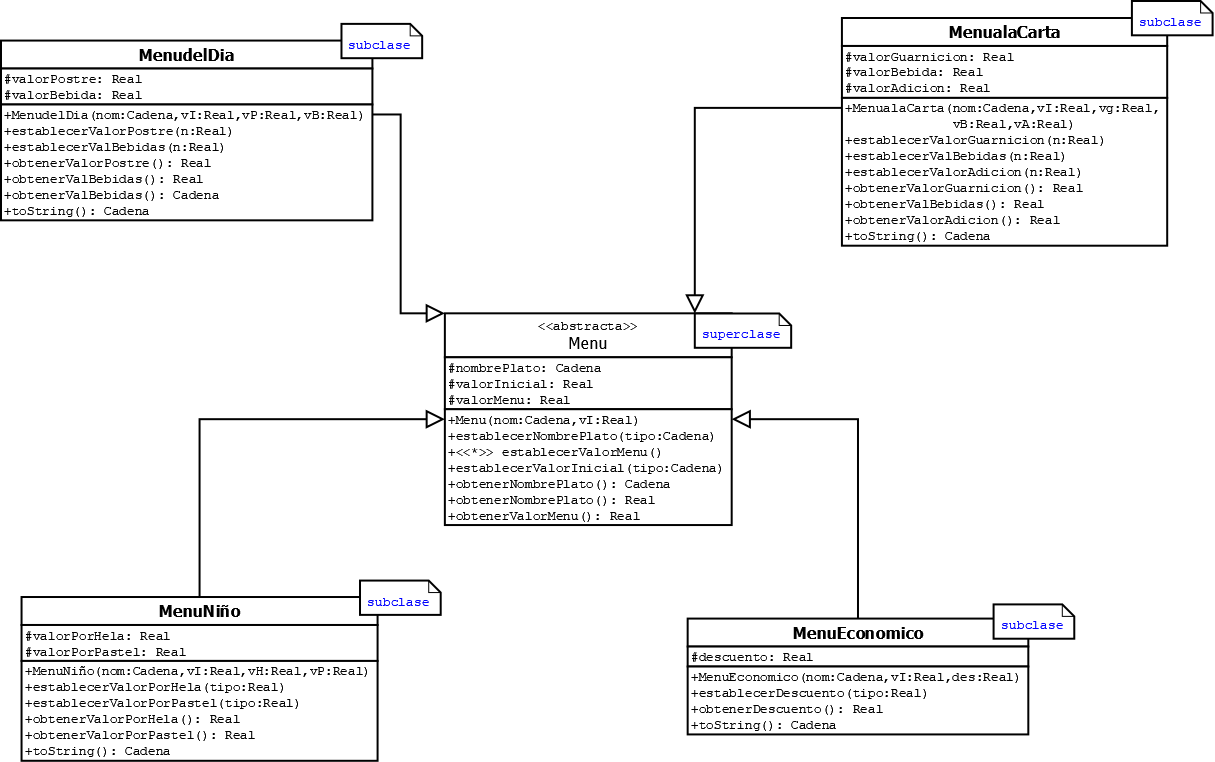 subclase
MenudelDia
#valorPostre: Real
#valorBebida: Real
+MenudelDia(nom:Cadena,vI:Real,vP:Real,vB:Real)
+establecerValorPostre(n:Real)
+establecerValBebidas(n:Real)
+obtenerValorPostre(): Real
+obtenerValBebidas(): Real
+obtenerValBebidas(): Cadena
+toString(): Cadena
subclase
MenualaCarta
#valorGuarnicion: Real
#valorBebida: Real
#valorAdicion: Real
+MenualaCarta(nom:Cadena,vI:Real,vg:Real,
vB:Real,vA:Real)
+establecerValorGuarnicion(n:Real)
+establecerValBebidas(n:Real)
+establecerValorAdicion(n:Real)
+obtenerValorGuarnicion(): Real
+obtenerValBebidas(): Real
+obtenerValorAdicion(): Real
+toString(): Cadena
superclase
<<abstracta>>
Menu
#nombrePlato: Cadena
#valorInicial: Real
#valorMenu: Real
+Menu(nom:Cadena,vI:Real)
+establecerNombrePlato(tipo:Cadena)
+<<*>> establecerValorMenu()
+establecerValorInicial(tipo:Cadena)
+obtenerNombrePlato(): Cadena
+obtenerNombrePlato(): Real
+obtenerValorMenu(): Real
subclase
MenuNiño
#valorPorHela: Real
#valorPorPastel: Real
+MenuNiño(nom:Cadena,vI:Real,vH:Real,vP:Real)
+establecerValorPorHela(tipo:Real)
+establecerValorPorPastel(tipo:Real)
+obtenerValorPorHela(): Real
+obtenerValorPorPastel(): Real
+toString(): Cadena
subclase
MenuEconomico
#descuento: Real
+MenuEconomico(nom:Cadena,vI:Real,des:Real)
+establecerDescuento(tipo:Real)
+obtenerDescuento(): Real
+toString(): Cadena